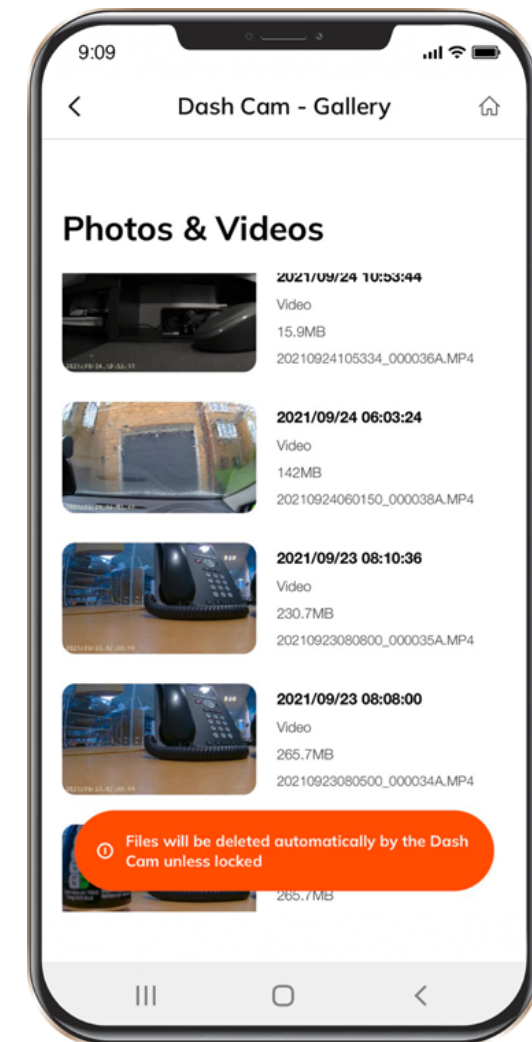 9:09
Dash Cam - Gallery
Photos & Videos
2021/09/24 10:53:44
Video
15.9MB
20210924105334_000036A.MP4
2021/09/24 06:03:24
Video
142MB
20210924060150_000038A.MP4
2021/09/23 08:10:36
Video
230.7MB
20210923080800_000035A.MP4
2021/09/23 08:08:00
Video
265.7MB
20210923080500_000034A.MP4
Files will be deleted automatically by the Dash
Cam unless locked
265.7MB